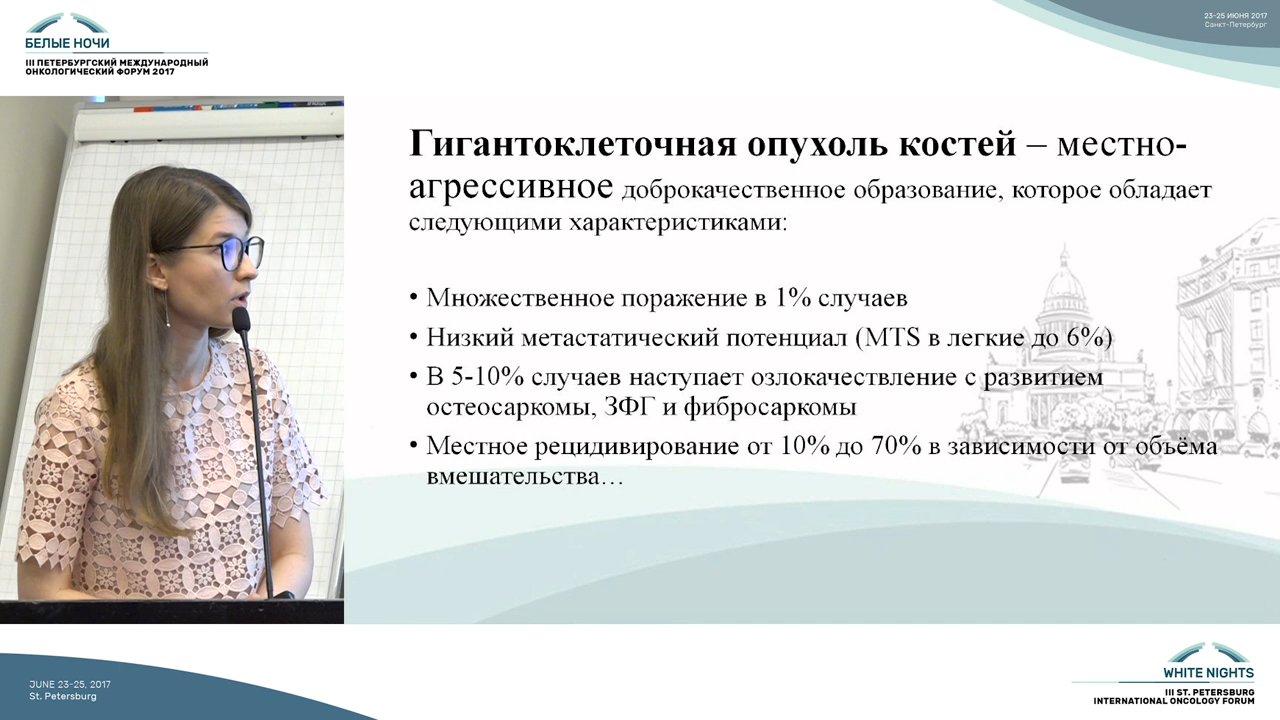 БЕЛЫЕ НОЧИ
III ПЕТЕРБУРГСКИЙ МЕЖДУНАРОДНЫЙ
ОНКОЛОГИЧЕСКИЙ ФОРУМ 2017
23-25 ИЮНЯ 2017
Санкт-Петербург
Гигантоклеточная опухоль костей – местно-
агрессивное доброкачественное образование, которое обладает
следующими характеристиками:
• Множественное поражение в 1% случаев
• Низкий метастатический потенциал (MTS в легкие до 6%)
• В 5-10% случаев наступает озлокачествление с развитием
остеосаркомы, ЗФГ и фибросаркомы
• Местное рецидивирование от 10% до 70% в зависимости от объёма
вмешательства…
JUNE 23-25, 2017
St. Petersburg
WHITE NIGHTS
III ST. PETERSBURG
INTERNATIONAL ONCOLOGY FORUM